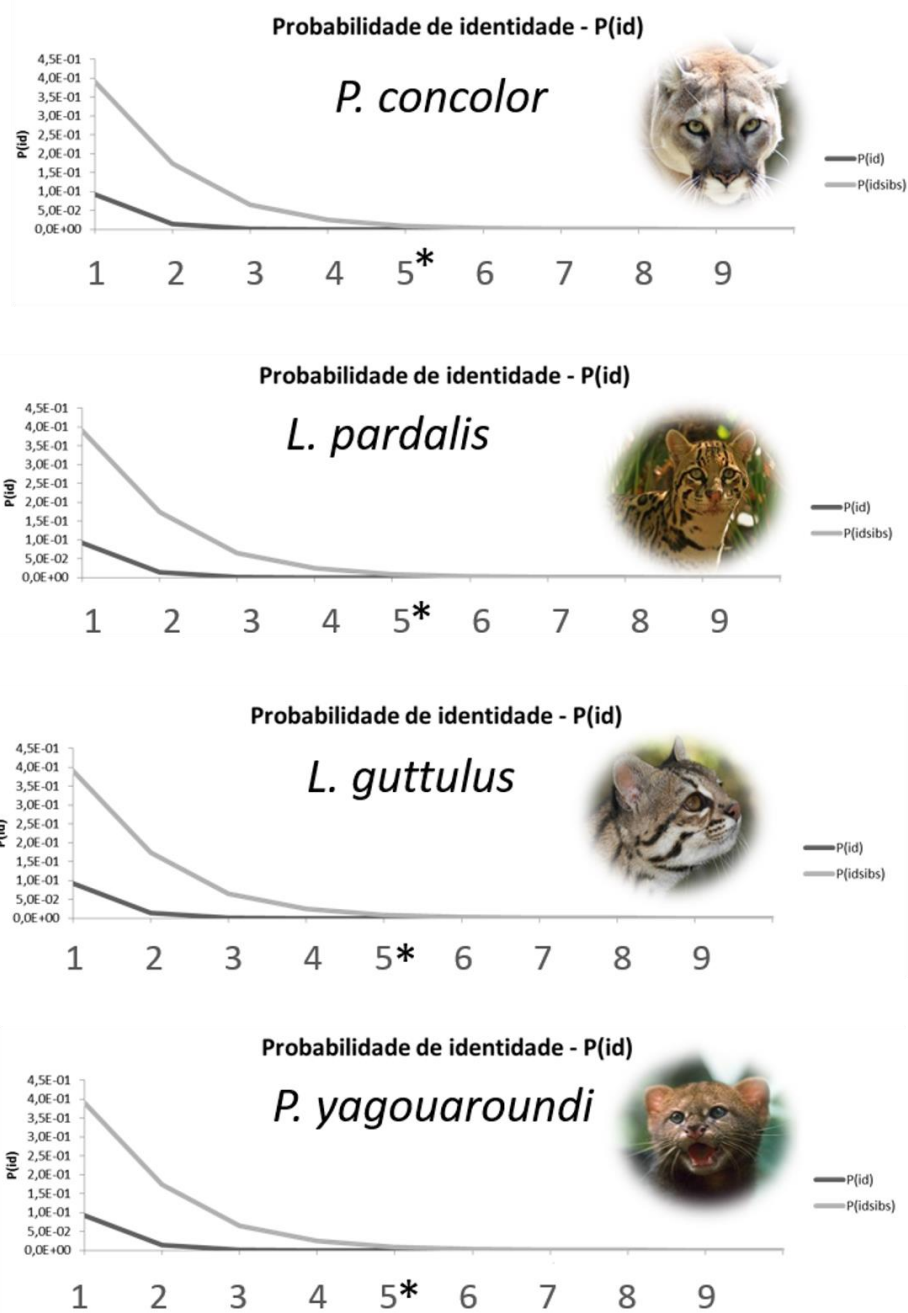 Probabilidade de identidade - P(id)
P. concolor
4,5E-01
4,0E-01
3,5E-01
3,0E-01
2,5E-01
2,0E-01
1,5E-01
1,0E-01
5,0E-02
0,0E+00
P(id)
P(id)
P(idsibs)
1 2 3 4 5* 6 7 8 9
Probabilidade de identidade - P(id)
L. pardalis
4,5E-01
4,0E-01
3,5E-01
3,0E-01
2,5E-01
2,0E-01
1,5E-01
1,0E-01
5,0E-02
0,0E+00
P(id)
P(id)
P(idsibs)
1 2 3 4 5* 6 7 8 9
Probabilidade de identidade - P(id)
L. guttulus
4,5E-01
4,0E-01
3,5E-01
3,0E-01
2,5E-01
2,0E-01
1,5E-01
1,0E-01
5,0E-02
0,0E+00
P(id)
P(id)
P(idsibs)
1 2 3 4 5* 6 7 8 9
Probabilidade de identidade - P(id)
P. yagouaroundi
4,5E-01
4,0E-01
3,5E-01
3,0E-01
2,5E-01
2,0E-01
1,5E-01
1,0E-01
5,0E-02
0,0E+00
P(id)
P(id)
P(idsibs)
1 2 3 4 5* 6 7 8 9